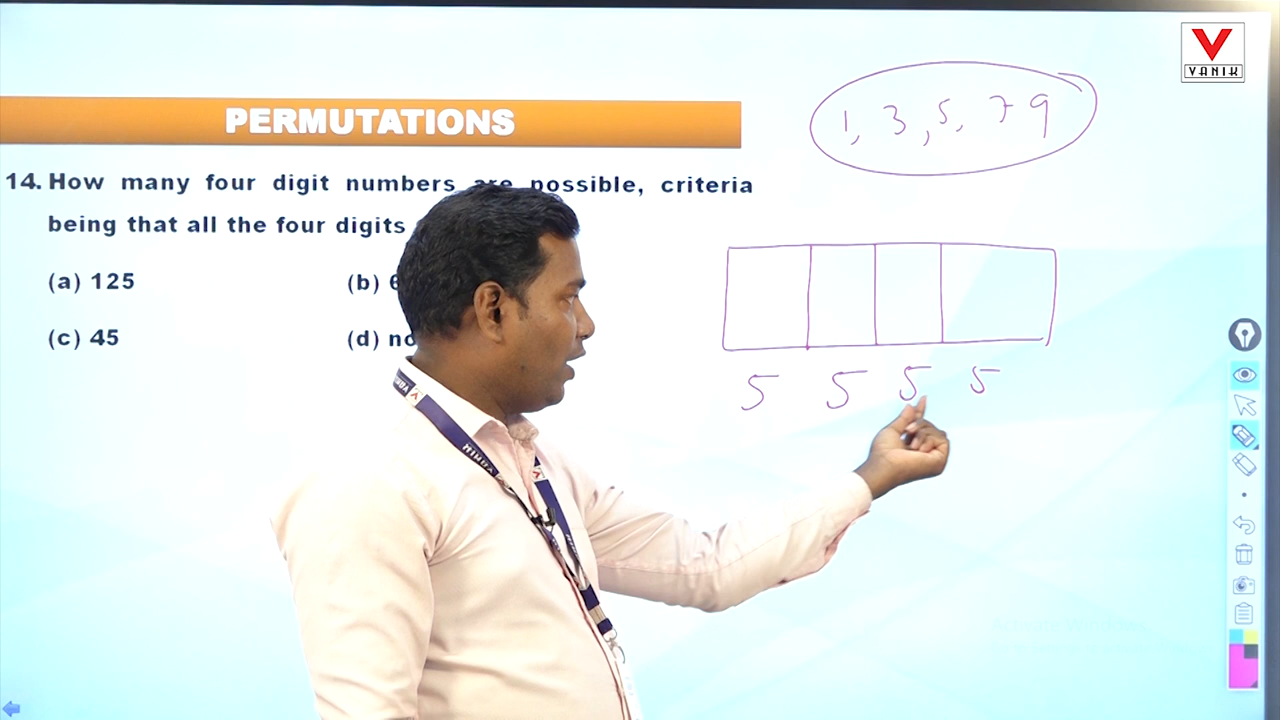 VANIK
1, 3, 5, 7 9
PERMUTATIONS
14. How many four digit numbers are possible, criteria
being that all the four digits
(a) 125 (b) 6
(c) 45 (d) no
5 5 5 5